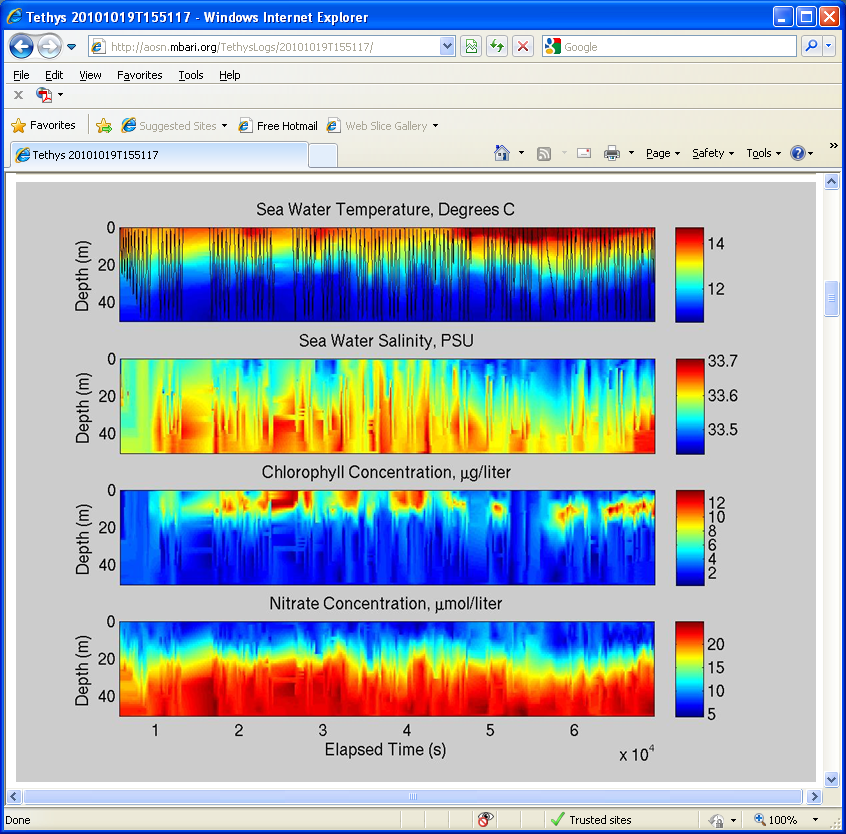 Tethys 20101019T155117 - Windows Internet Explorer
http://aosn.mbari.org/TethysLogs/20101019T155117/
Google
File Edit View Favorites Tools Help
Favorites Suggested Sites Free Hotmail Web Slice Gallery
Tethys 20101019T155117
Page Safety Tools »
Sea Water Temperature, Degrees C
Depth (m)
0
20
40
14
12
Sea Water Salinity, PSU
Depth (m)
0
20
40
33.7
33.6
33.5
Chlorophyll Concentration, µg/liter
Depth (m)
0
20
40
12
10
8
6
4
2
Nitrate Concentration, µmol/liter
Depth (m)
0
20
40
20
15
10
5
1 2 3 4 5 6
Elapsed Time (s)
x 10⁴
Done Trusted sites 100%